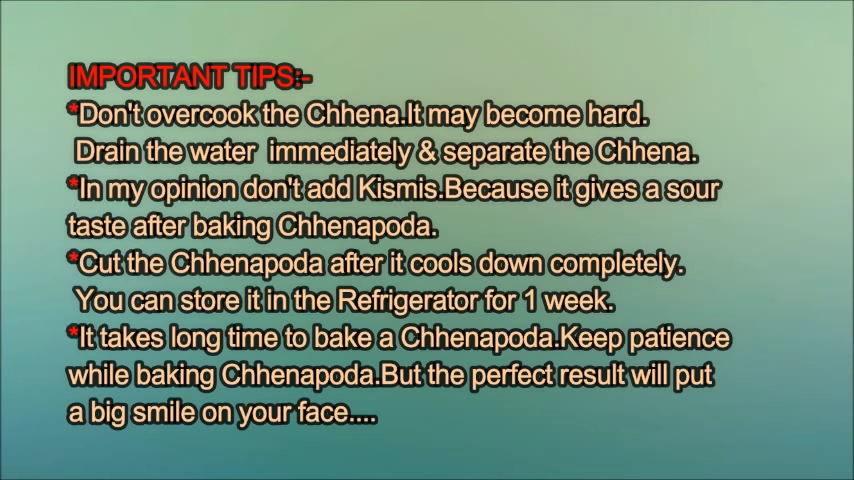 IMPORTANT TIPS:-
*Don't overcook the Chhena.It may become hard.
Drain the water immediately & separate the Chhena.
*In my opinion don't add Kismis.Because it gives a sour
taste after baking Chhenapoda.
*Cut the Chhenapoda after it cools down completely.
You can store it in the Refrigerator for 1 week.
*It takes long time to bake a Chhenapoda.Keep patience
while baking Chhenapoda.But the perfect result will put
a big smile on your face....